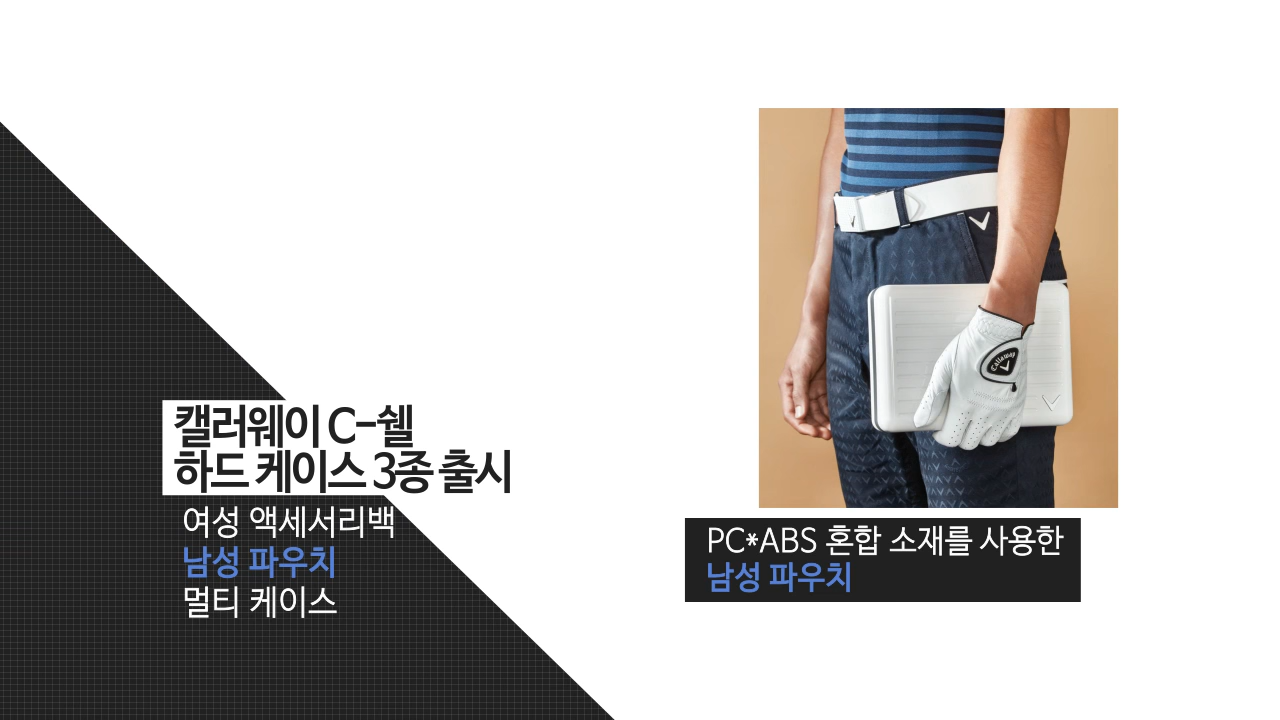 캘러웨이 C-쉘
하드 케이스 3종 출시
여성 액세서리백
남성 파우치
멀티 케이스
Callaway
PC*ABS 혼합 소재를 사용한
남성 파우치